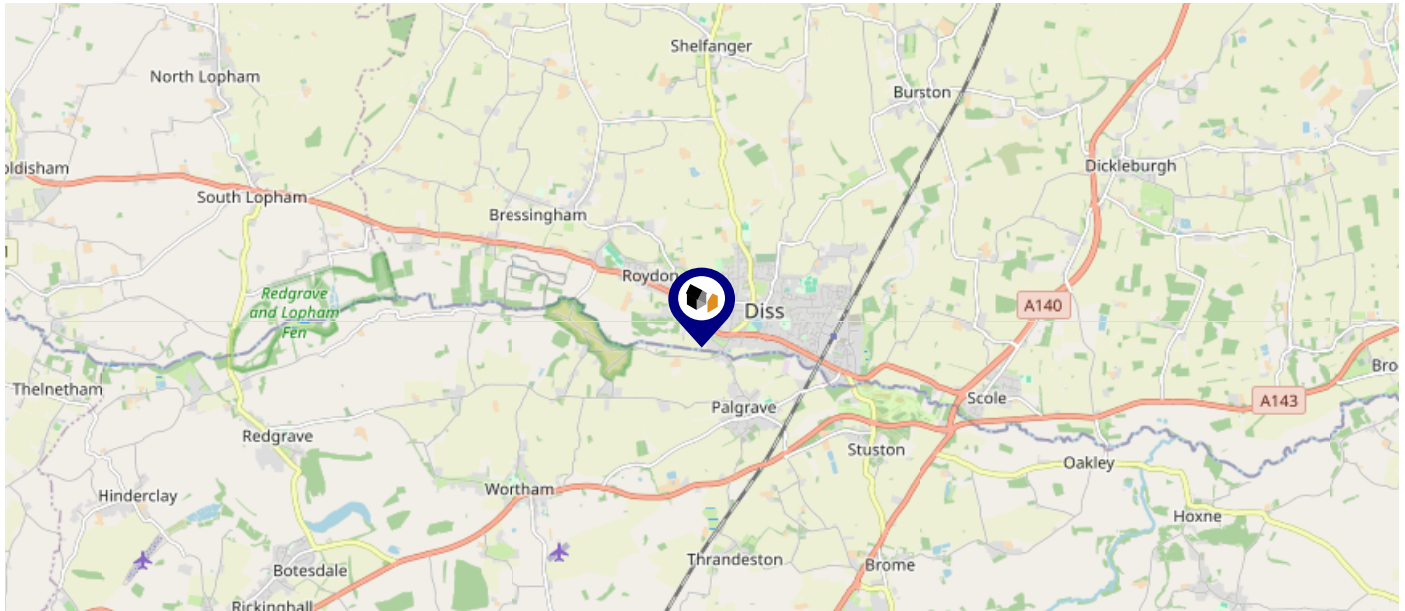 Shelfanger
North Lopham
Burston
oldisham
Dickleburgh
South Lopham
Bressingham
1
Roydon
Redgrave
and Lopham
Fen
A140
Diss
Bro
Thelnetham
Scole
A143
Palgrave
Redgrave
Stuston
Oakley
Wortham
Hinderclay
Hoxne
Thrandeston
Brome
Botesdale
Rickinghall